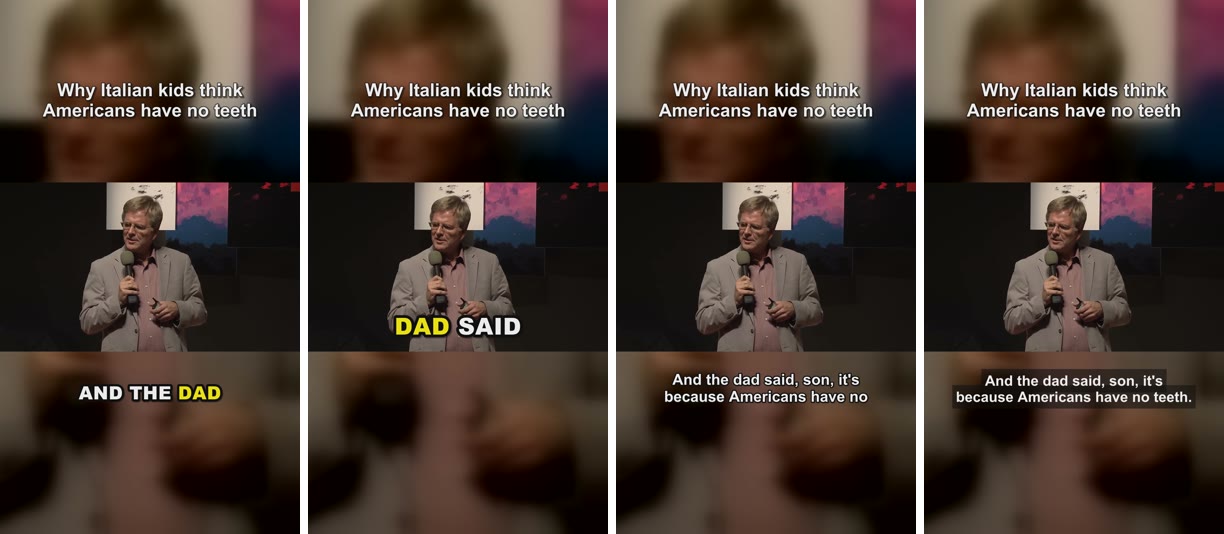 Why Italian kids think
Americans have no teeth
AND THE DAD
Why Italian kids think
Americans have no teeth
DAD SAID
Why Italian kids think
Americans have no teeth
And the dad said, son, it's
because Americans have no
Why Italian kids think
Americans have no teeth
And the dad said, son, it's
because Americans have no teeth.